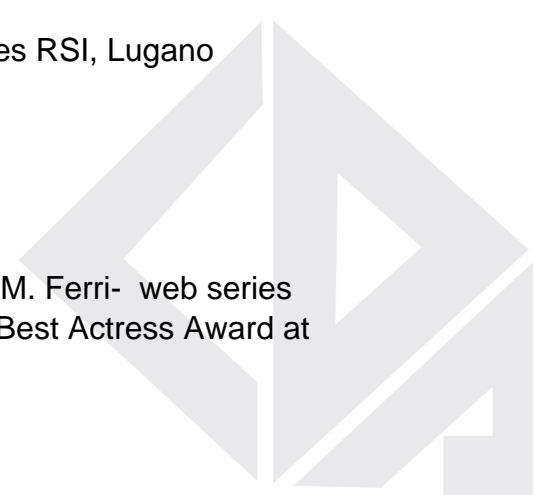 es RSI, Lugano
M. Ferri-  web series
Best Actress Award at